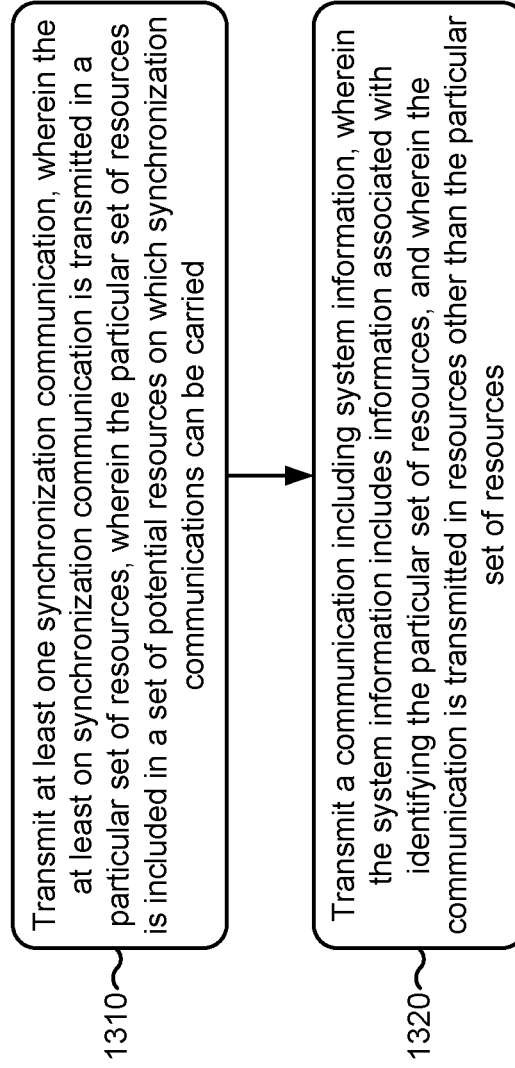 Transmit at least one synchronization communication, wherein the
at least on synchronization communication is transmitted in a
particular set of resources, wherein the particular set of resources
is included in a set of potential resources on which synchronization
communications can be carried
1310
Transmit a communication including system information, wherein
the system information includes information associated with
identifying the particular set of resources, and wherein the
communication is transmitted in resources other than the particular
set of resources
1320